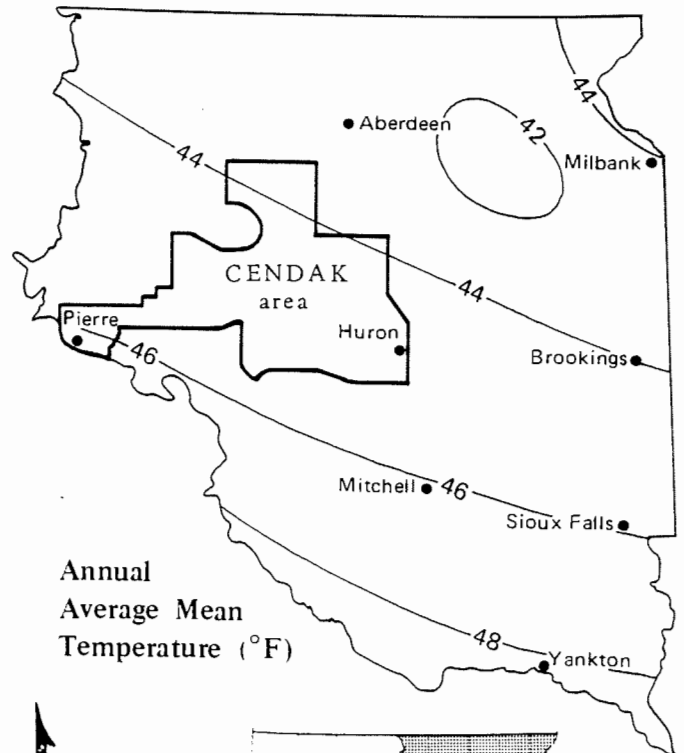 44
Aberdeen
42
Milbank
44
CENDAK
area
44
Pierre
Huron
46
Brookings
Mitchell
46
Sioux Falls
Annual
Average Mean
Temperature (°F)
48
Yankton